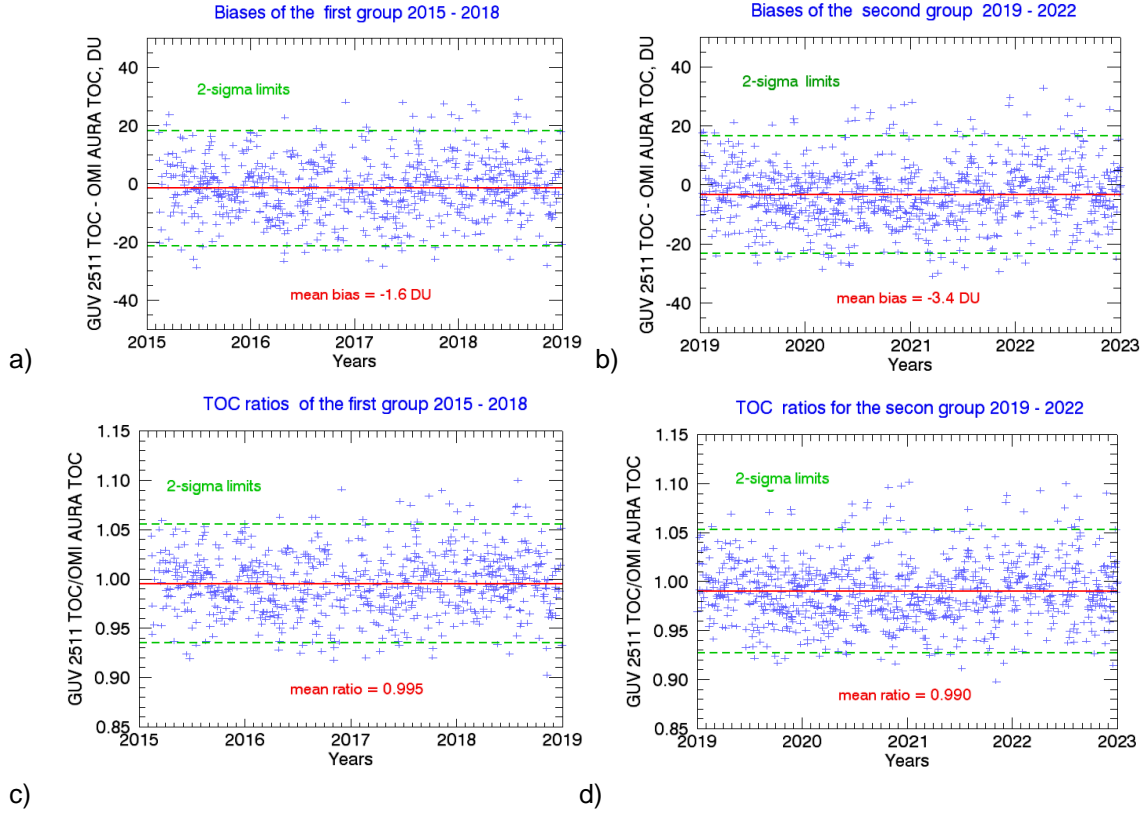 Biases of the first group 2015 - 2018
GUV 2511 TOC - OMI AURA TOC, DU
40
20
0
-20
-40
2-sigma limits
mean bias = -1.6 DU
2015 2016 2017 2018 2019
Years
a)
Biases of the second group 2019 - 2022
GUV 2511 TOC - OMI AURA TOC, DU
40
20
0
-20
-40
2-sigma limits
mean bias = -3.4 DU
2019 2020 2021 2022 2023
Years
b)
TOC ratios of the first group 2015 - 2018
GUV 2511 TOC/OMI AURA TOC
1.15
1.10
1.05
1.00
0.95
0.90
0.85
2-sigma limits
mean ratio = 0.995
2015 2016 2017 2018 2019
Years
c)
TOC ratios for the secon group 2019 - 2022
GUV 2511 TOC/OMI AURA TOC
1.15
1.10
1.05
1.00
0.95
0.90
0.85
2-sigma limits
mean ratio = 0.990
2019 2020 2021 2022 2023
Years
d)